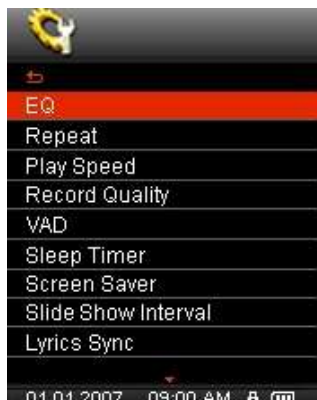 EQ
Repeat
Play Speed
Record Quality
VAD
Sleep Timer
Screen Saver
Slide Show Interval
Lyrics Sync
01.01.2007 09:00 AM